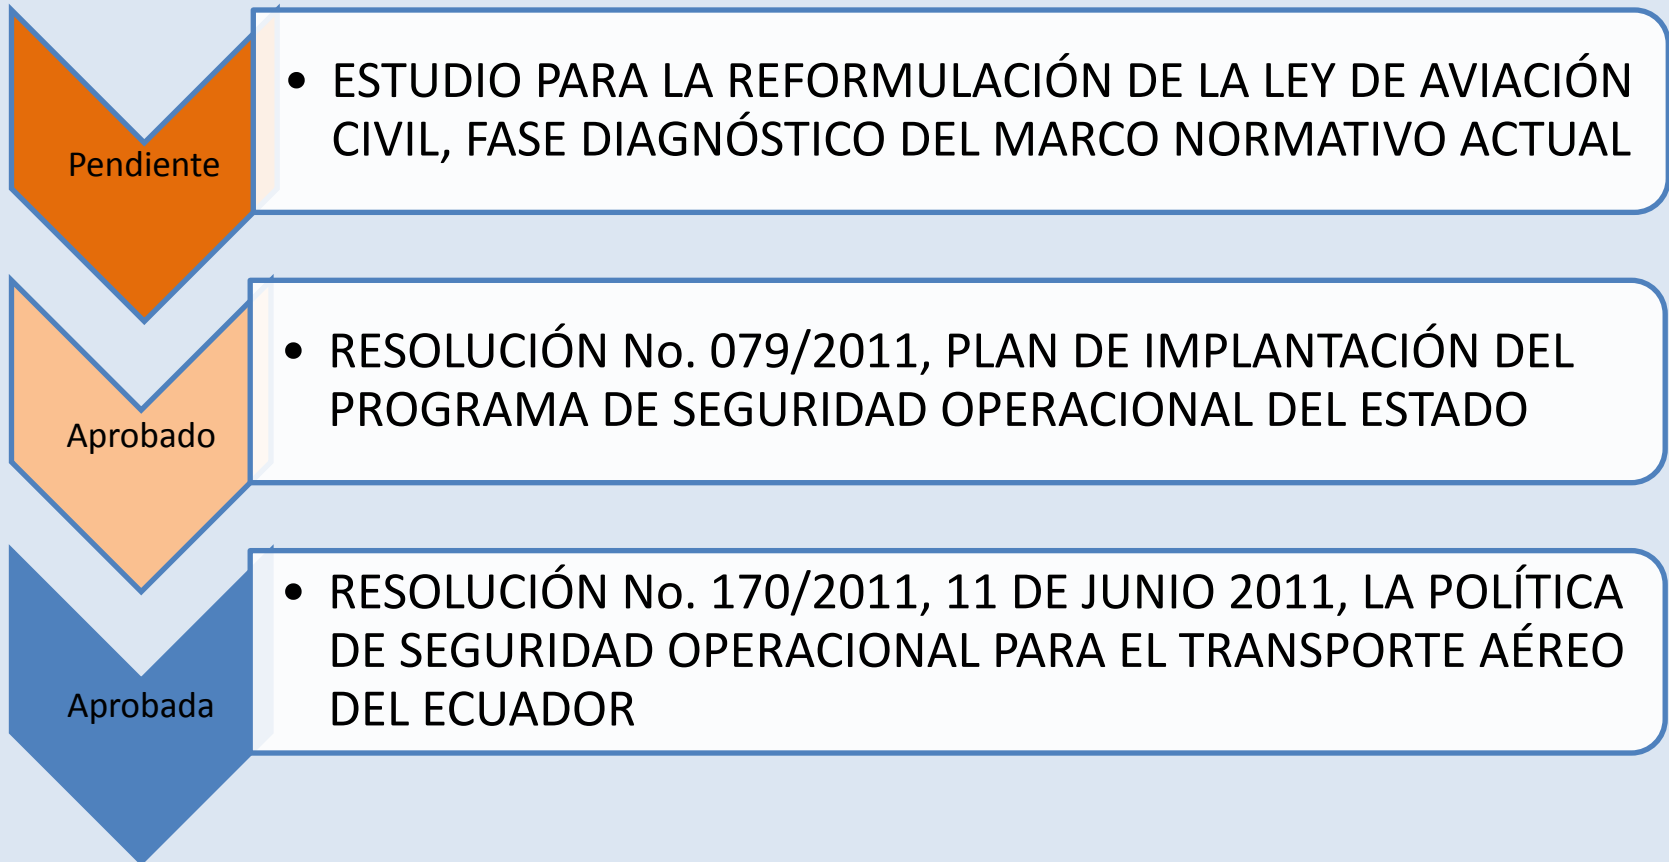 Pendiente
• ESTUDIO PARA LA REFORMULACIÓN DE LA LEY DE AVIACIÓN
CIVIL, FASE DIAGNÓSTICO DEL MARCO NORMATIVO ACTUAL
Aprobado
• RESOLUCIÓN No. 079/2011, PLAN DE IMPLANTACIÓN DEL
PROGRAMA DE SEGURIDAD OPERACIONAL DEL ESTADO
Aprobada
• RESOLUCIÓN No. 170/2011, 11 DE JUNIO 2011, LA POLÍTICA
DE SEGURIDAD OPERACIONAL PARA EL TRANSPORTE AÉREO
DEL ECUADOR